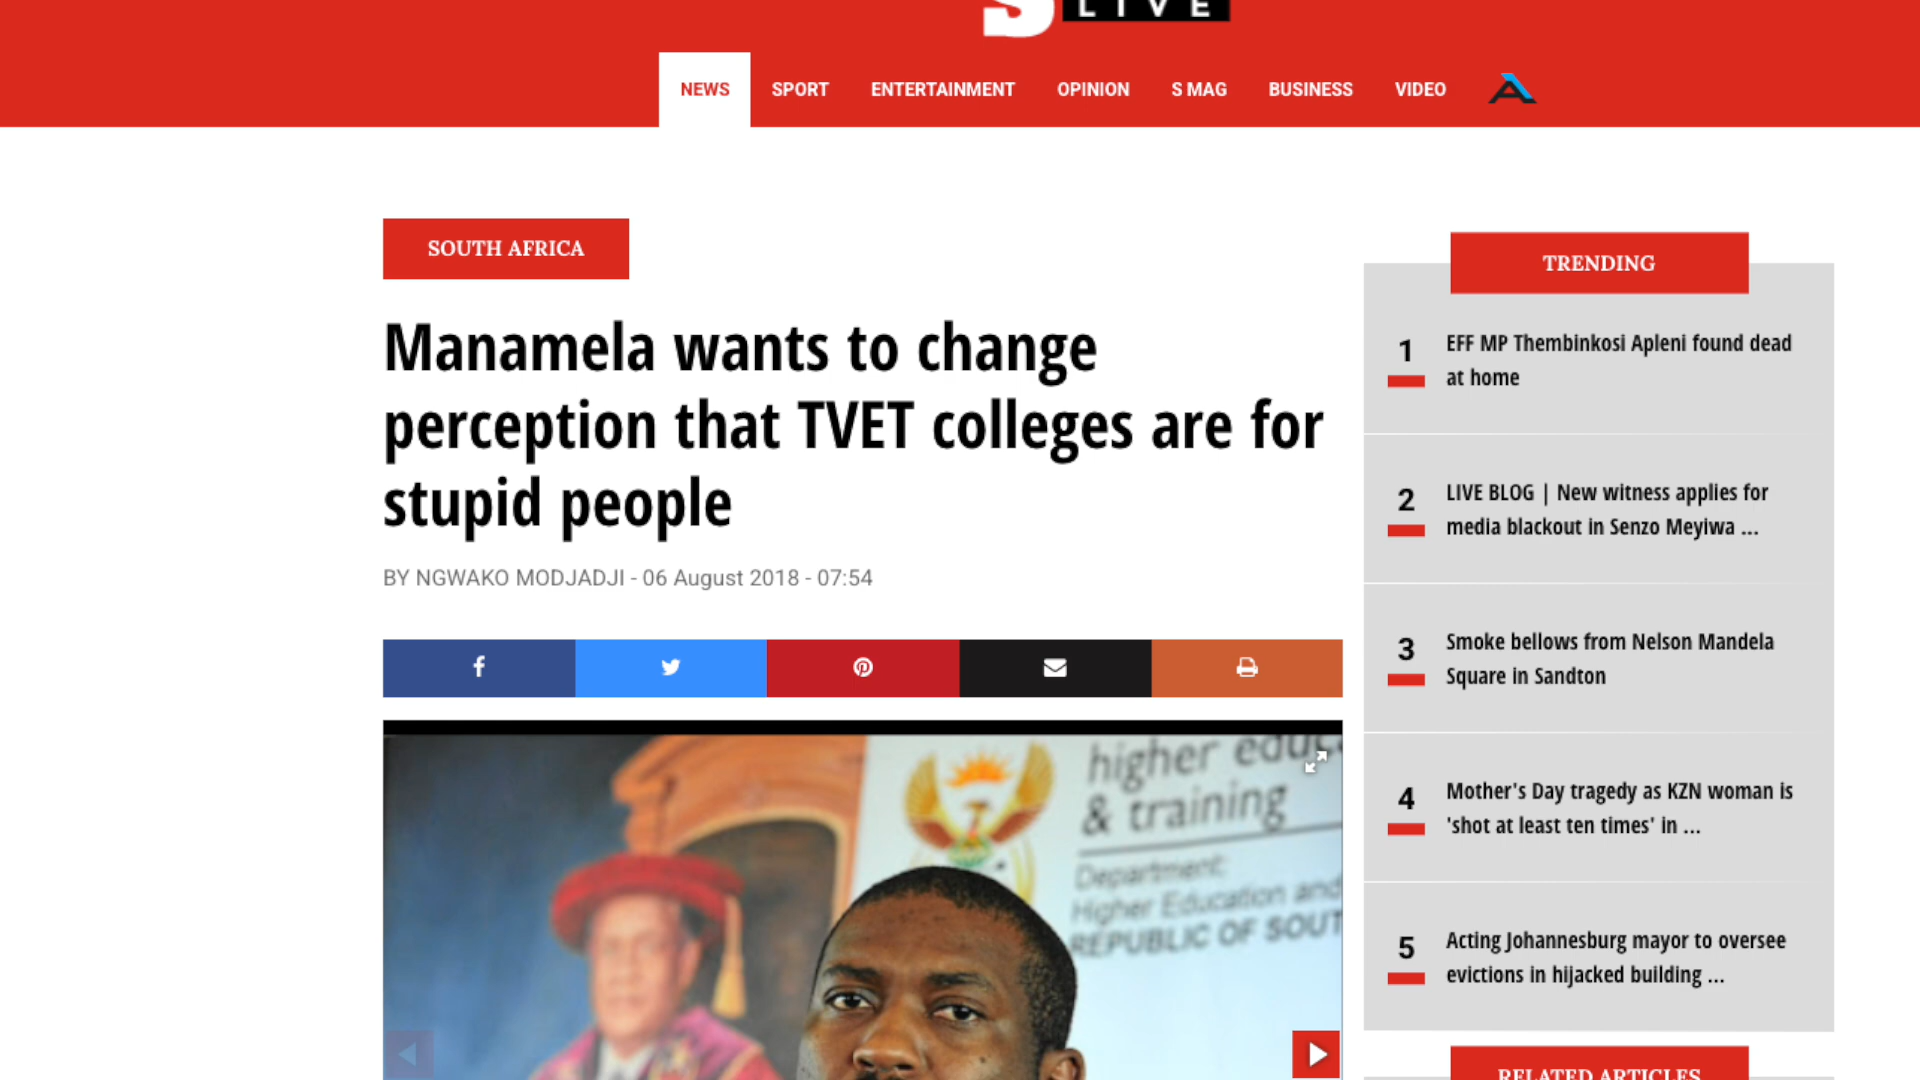 S LIVE
NEWS SPORT ENTERTAINMENT OPINION S MAG BUSINESS VIDEO
SOUTH AFRICA
Manamela wants to change
perception that TVET colleges are for
stupid people
BY NGWAKO MODJADJI - 06 August 2018 - 07:54
higher educ
& training
Department:
Higher Education and
REPUBLIC OF SOUT
TRENDING
1 EFF MP Thembinkosi Apleni found dead
at home
2 LIVE BLOG | New witness applies for
media blackout in Senzo Meyiwa ...
3 Smoke bellows from Nelson Mandela
Square in Sandton
4 Mother's Day tragedy as KZN woman is
'shot at least ten times' in ...
5 Acting Johannesburg mayor to oversee
evictions in hijacked building ...
RELATED ARTICLES